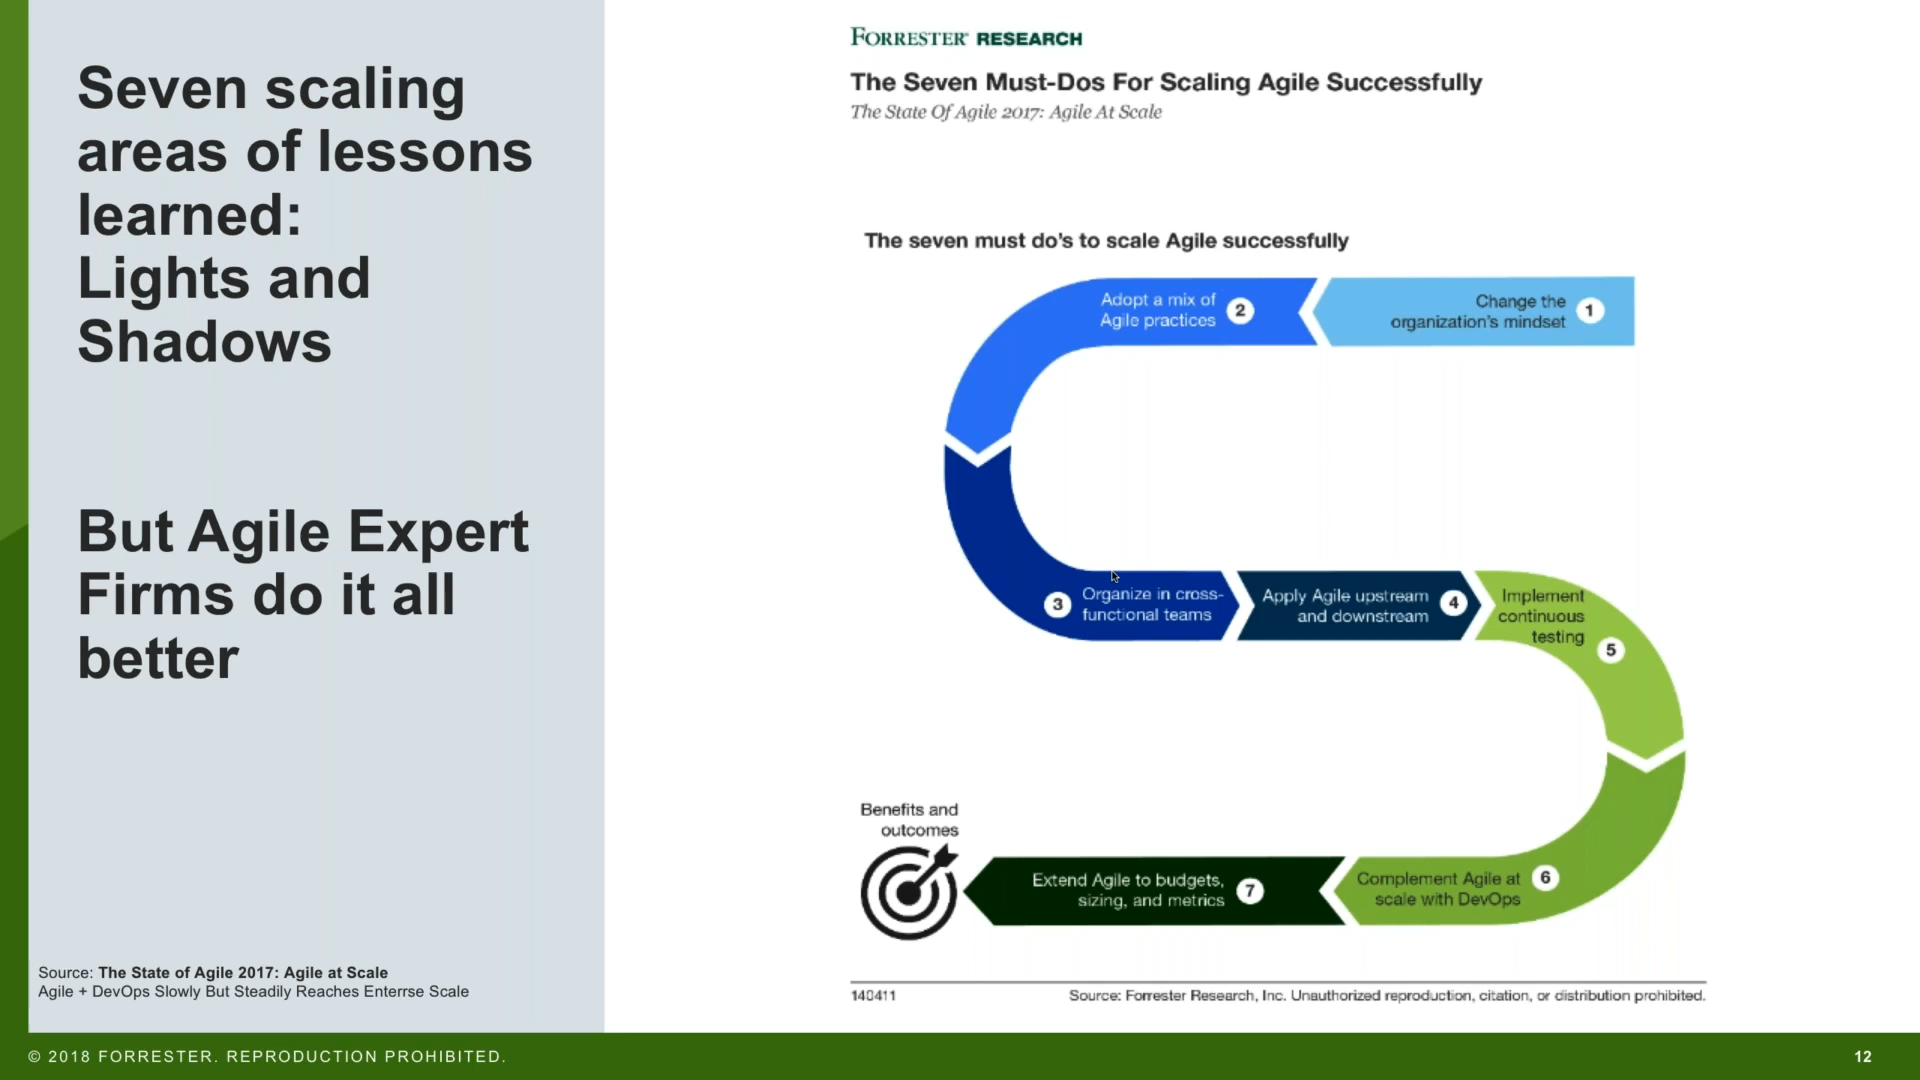 Seven scaling
areas of lessons
learned:
Lights and
Shadows
But Agile Expert
Firms do it all
better
Source: The State of Agile 2017: Agile at Scale
Agile + DevOps Slowly But Steadily Reaches Enterrse Scale
FORRESTER® RESEARCH
The Seven Must-Dos For Scaling Agile Successfully
The State Of Agile 2017: Agile At Scale
The seven must do's to scale Agile successfully
Change the
organization's mindset
1
Adopt a mix of
Agile practices
2
3
Organize in cross-
functional teams
Apply Agile upstream
and downstream
4
Implement
continuous
testing
5
Complement Agile at
scale with DevOps
6
Extend Agile to budgets,
sizing, and metrics
7
Benefits and
outcomes
140411
Source: Forrester Research, Inc. Unauthorized reproduction, citation, or distribution prohibited.
© 2018 FORRESTER. REPRODUCTION PROHIBITED.
12